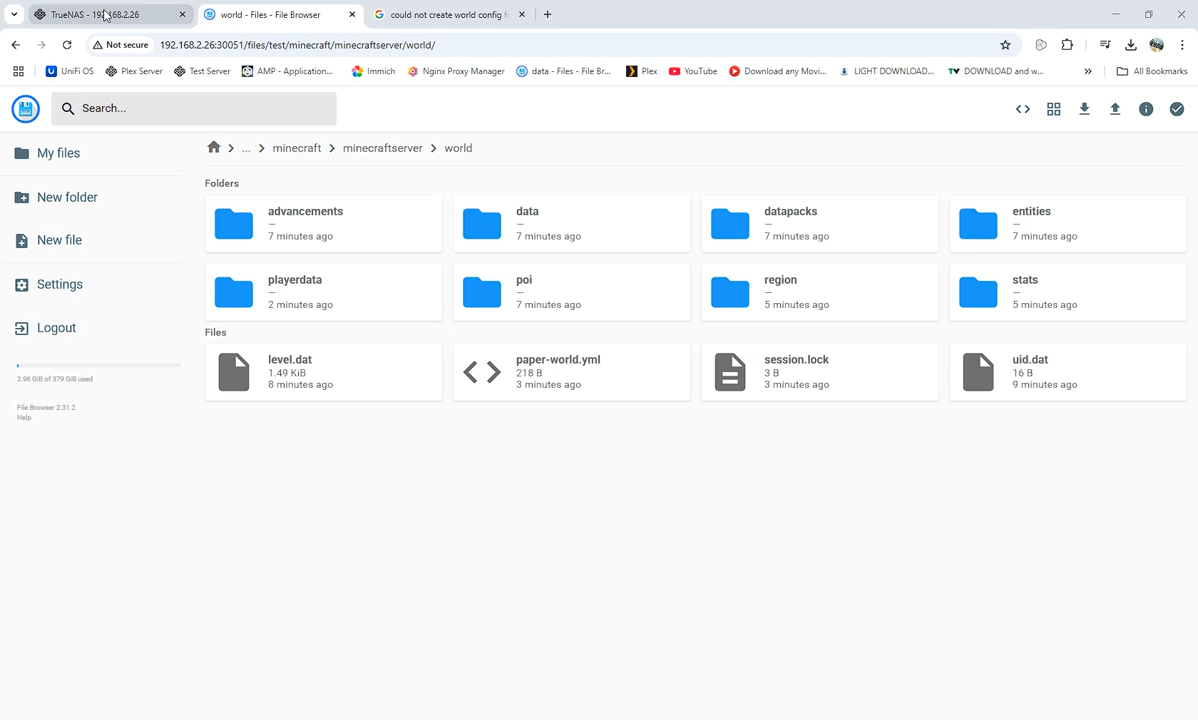 TrueNAS - 192.168.2.26
world - Files - File Browser
could not create world config f
Not secure
192.168.2.26:30051/files/test/minecraft/minecraftserver/world/
UniFi OS
Plex Server
Test Server
AMP - Application...
Immich
Nginx Proxy Manager
data - Files - File Br...
Plex
YouTube
Download any Movi...
LIGHT DOWNLOAD...
DOWNLOAD and w...
»
All Bookmarks
Search...
My files
New folder
New file
Settings
Logout
2.96 GiB of 379 GiB used
File Browser 2.31.2
Help
... minecraft minecraftserver world
Folders
advancements
—
7 minutes ago
data
—
7 minutes ago
datapacks
—
7 minutes ago
entities
—
7 minutes ago
playerdata
—
2 minutes ago
poi
—
7 minutes ago
region
—
5 minutes ago
stats
—
5 minutes ago
Files
level.dat
1.49 KiB
8 minutes ago
paper-world.yml
218 B
3 minutes ago
session.lock
3 B
3 minutes ago
uid.dat
16 B
9 minutes ago